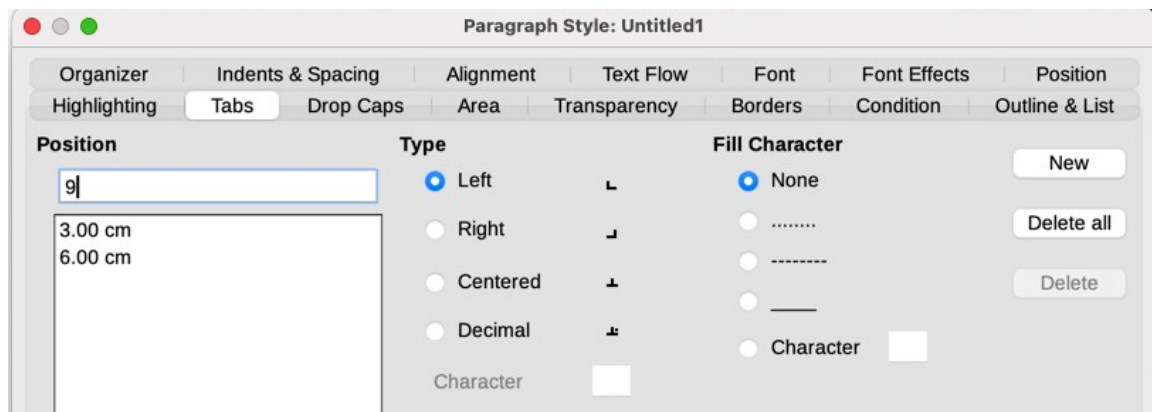 Paragraph Style: Untitled1
Organizer Indents & Spacing Alignment Text Flow Font Font Effects Position
Highlighting Tabs Drop Caps Area Transparency Borders Condition Outline & List
Position Type Fill Character
9 Left None New
3.00 cm Right ........ Delete all
6.00 cm
Centered -------- Delete
Decimal ____
Character
Character